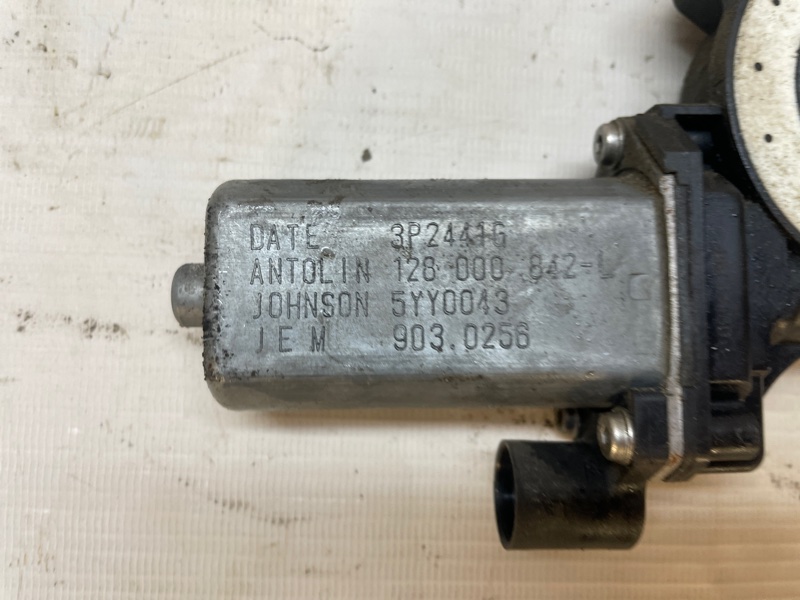 DATE 3P2441G
ANTOLIN 128 000 842-L
JOHNSON 5YY0043
J E M 903.0256